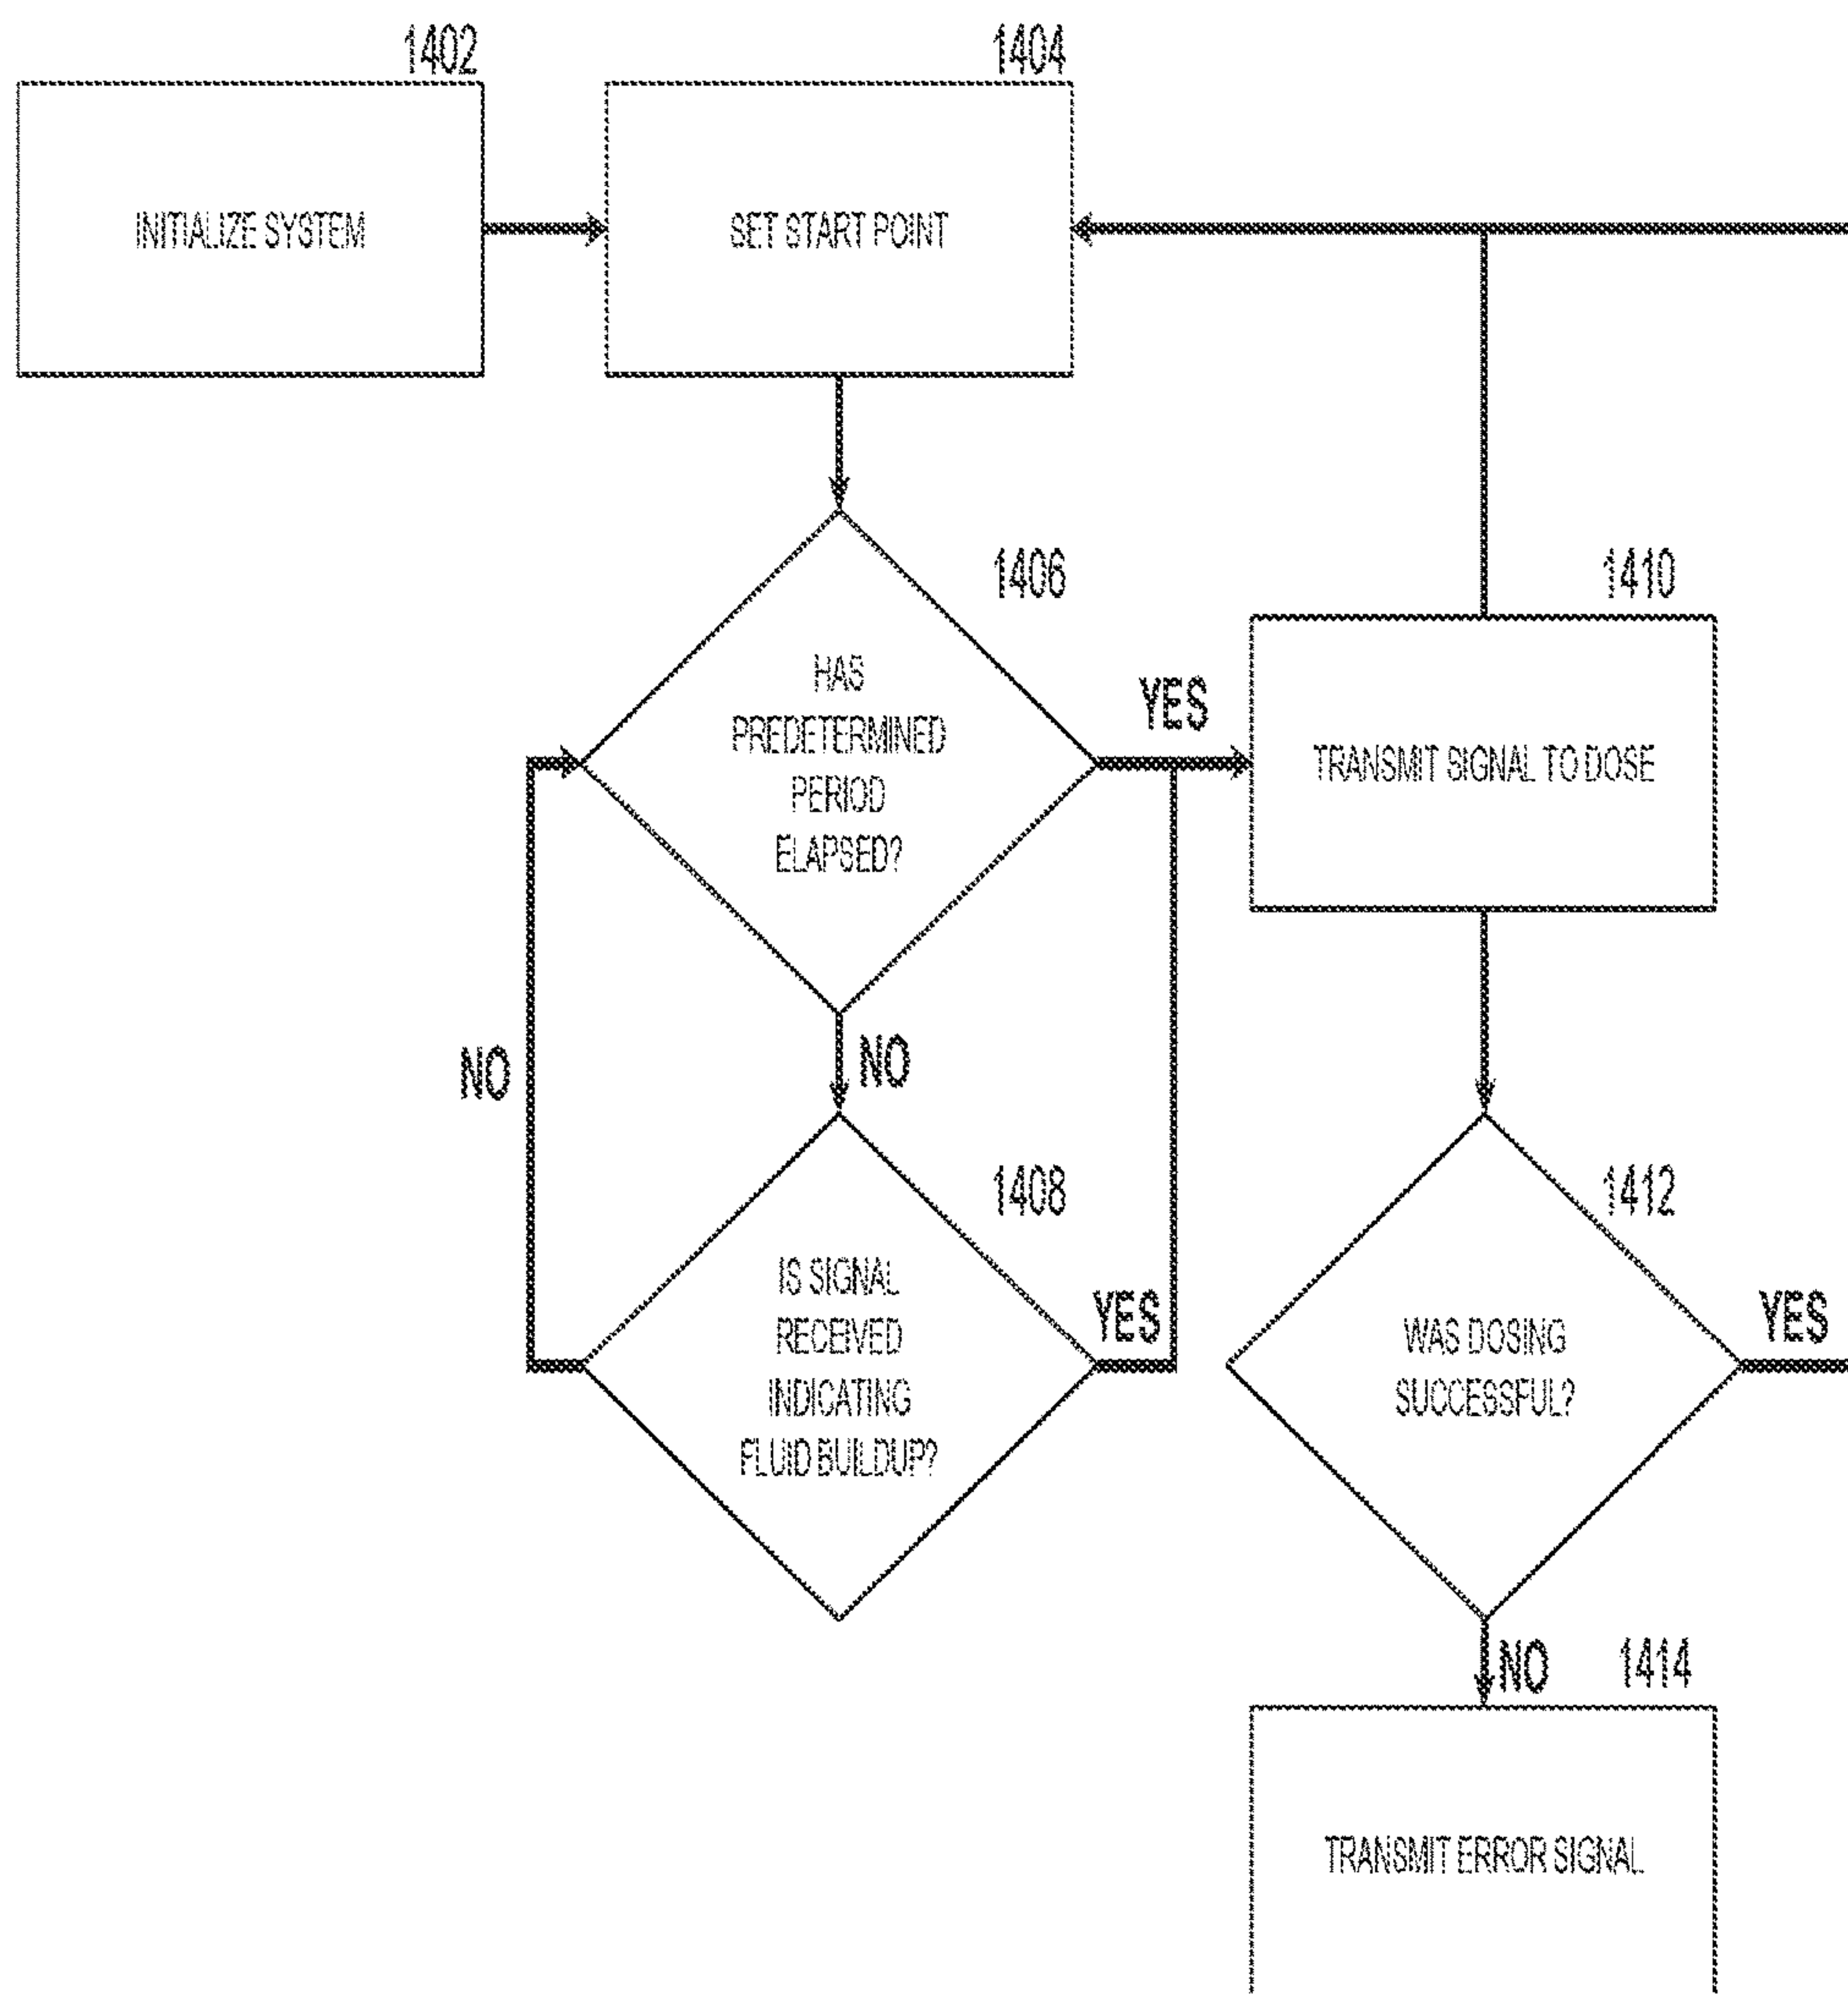 1402
INITIALIZE SYSTEM
1404
SET START POINT
1406
HAS
PREDETERMINED
PERIOD
ELAPSED?
YES
NO
1408
IS SIGNAL
RECEIVED
INDICATING
FLUID BUILDUP?
NO
YES
1410
TRANSMIT SIGNAL TO DOSE
1412
WAS DOSING
SUCCESSFUL?
YES
NO
1414
TRANSMIT ERROR SIGNAL